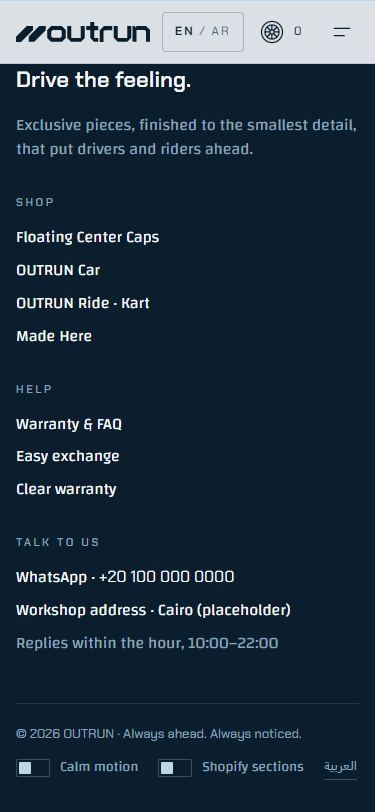 outrun
EN / AR
0
Drive the feeling.
Exclusive pieces, finished to the smallest detail,
that put drivers and riders ahead.
SHOP
Floating Center Caps
OUTRUN Car
OUTRUN Ride · Kart
Made Here
HELP
Warranty & FAQ
Easy exchange
Clear warranty
TALK TO US
WhatsApp · +20 100 000 0000
Workshop address · Cairo (placeholder)
Replies within the hour, 10:00–22:00
© 2026 OUTRUN · Always ahead. Always noticed.
Calm motion
Shopify sections
العربية